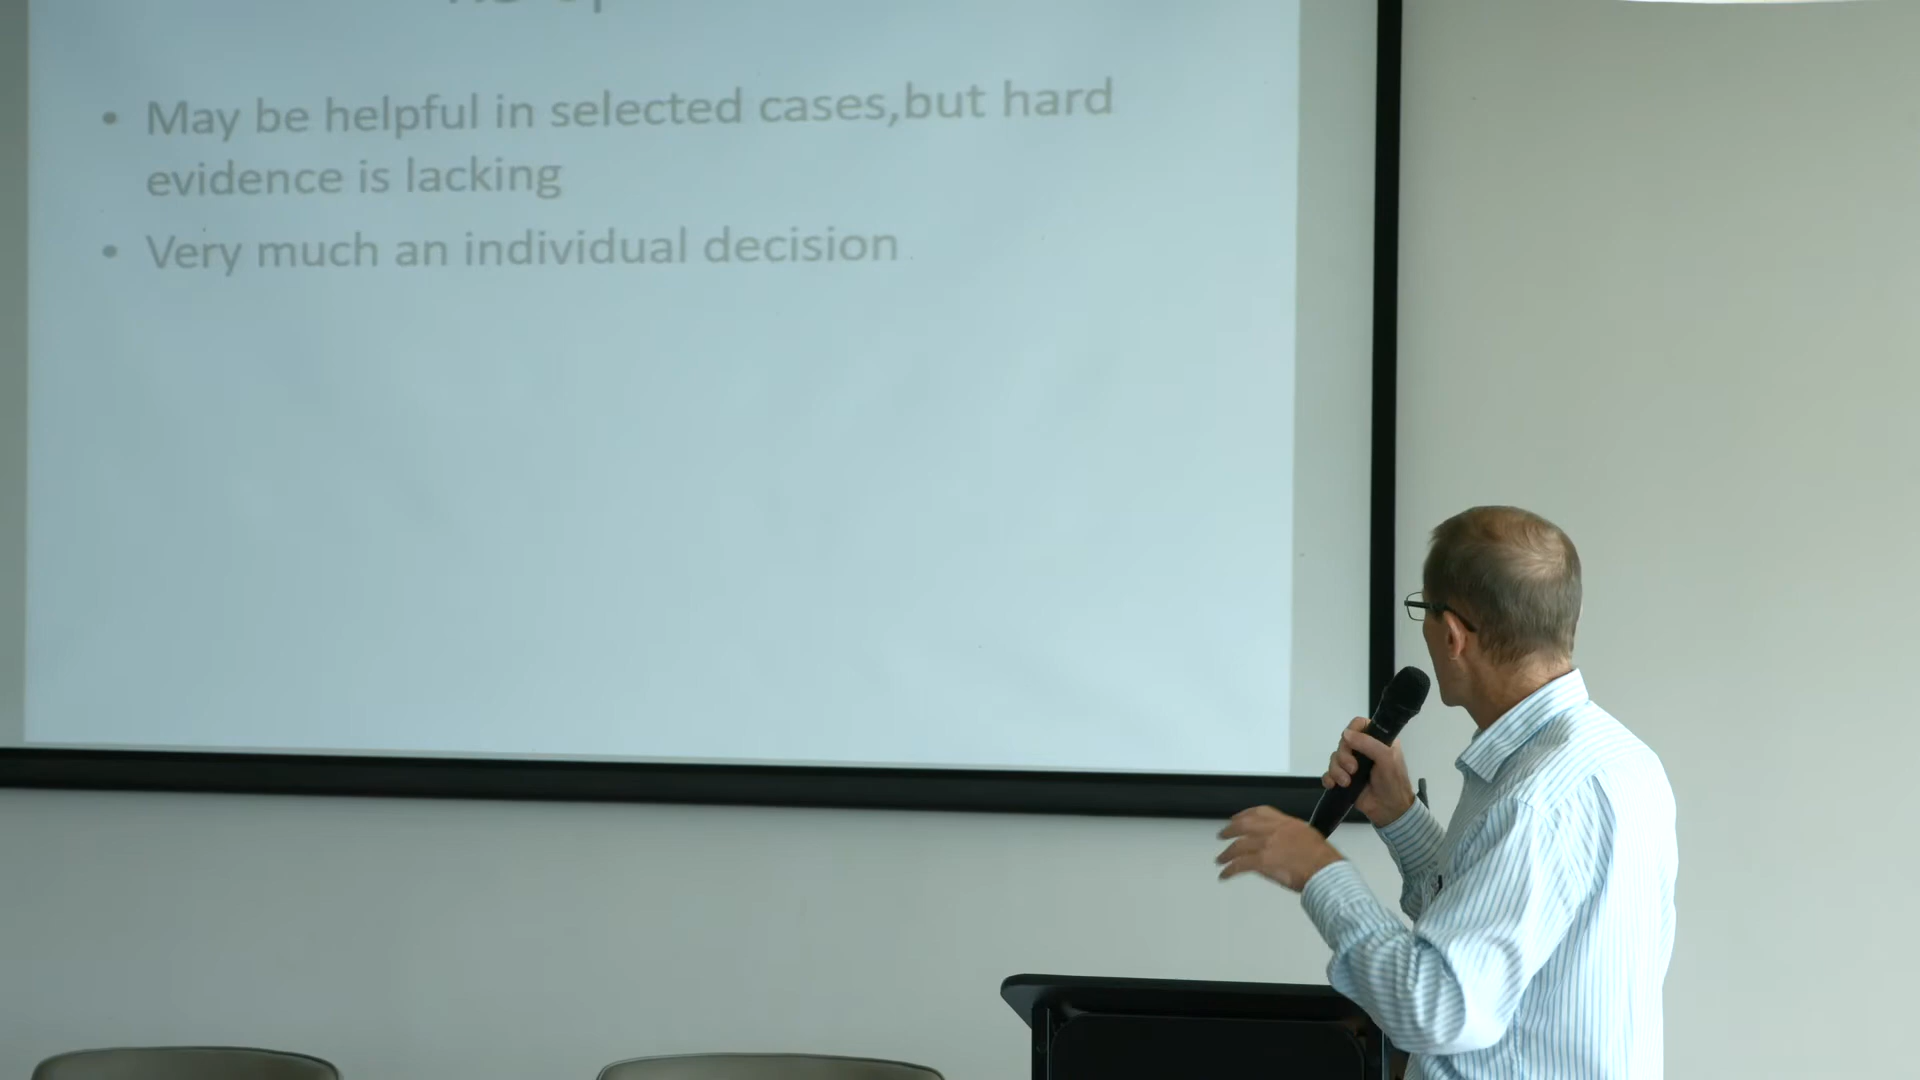 • May be helpful in selected cases,but hard
evidence is lacking
• Very much an individual decision